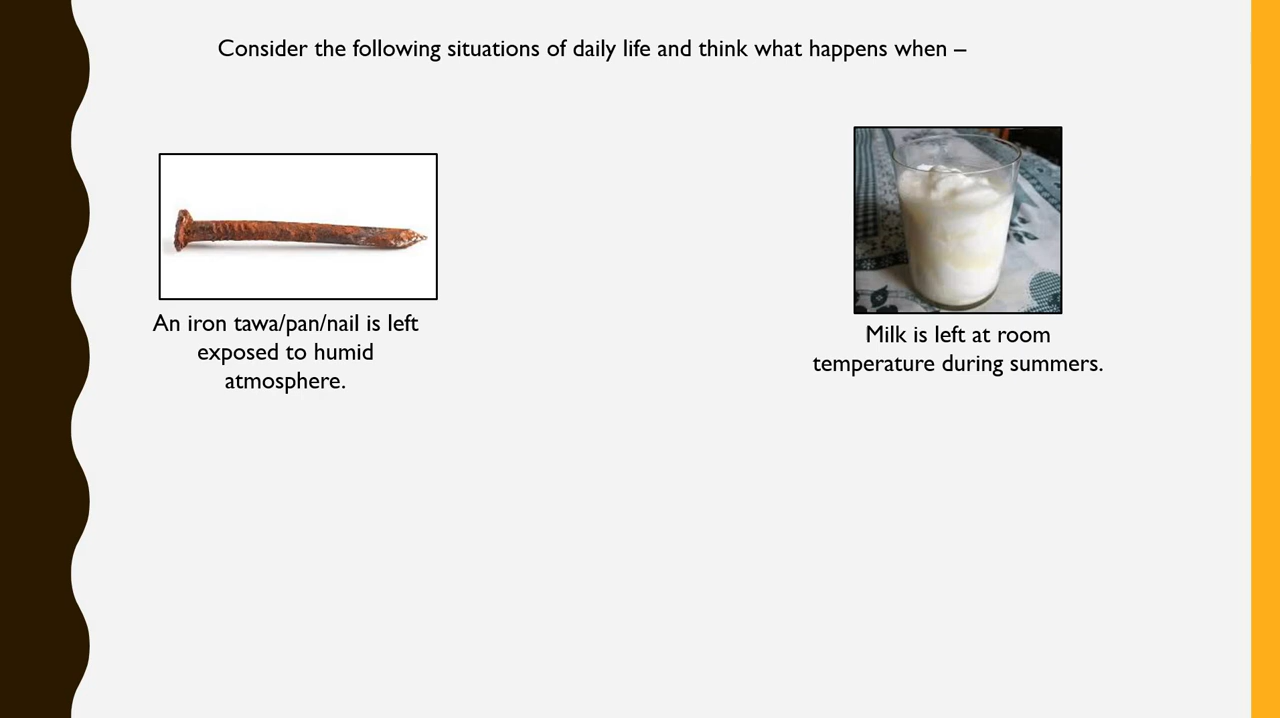 Consider the following situations of daily life and think what happens when –
An iron tawa/pan/nail is left
exposed to humid
atmosphere.
Milk is left at room
temperature during summers.